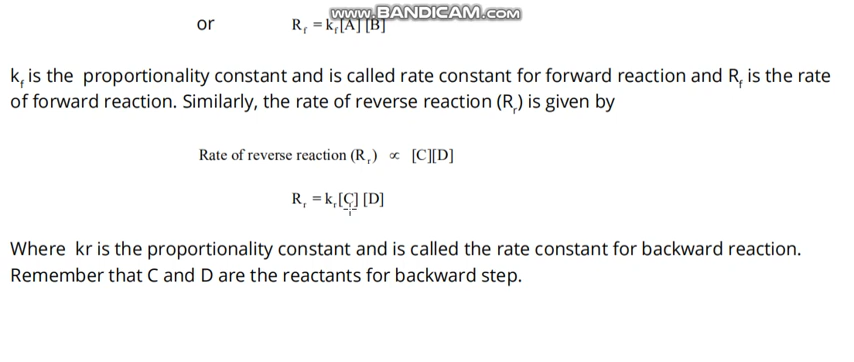 www.BANDICAM.com
or R_f = k_f[A] [B]
k_f is the proportionality constant and is called rate constant for forward reaction and R_f is the rate
of forward reaction. Similarly, the rate of reverse reaction (R_r) is given by
Rate of reverse reaction (R_r) ∝ [C][D]
R_r = k_r[C] [D]
Where kr is the proportionality constant and is called the rate constant for backward reaction.
Remember that C and D are the reactants for backward step.